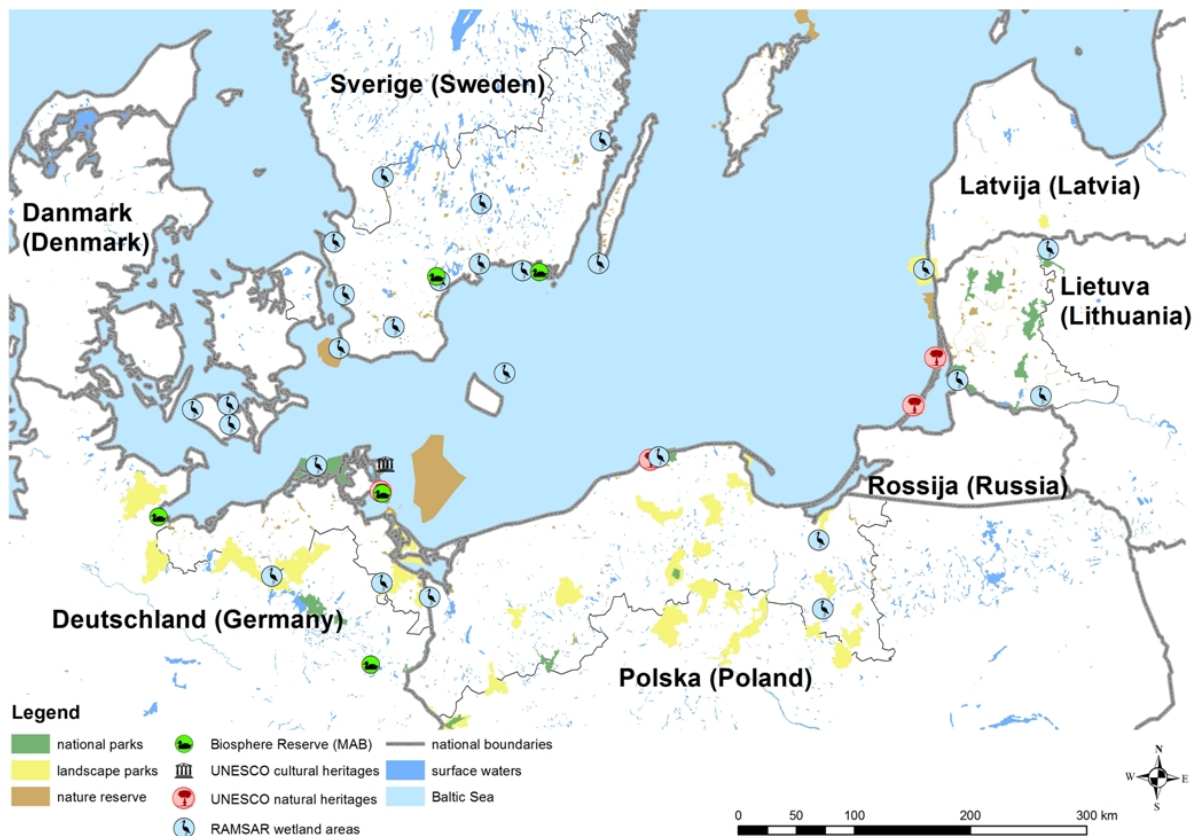 Sverige (Sweden)
Danmark
(Denmark)
Latvija (Latvia)
Lietuva
(Lithuania)
Rossija (Russia)
Deutschland (Germany)
Polska (Poland)
Legend
national parks
landscape parks
nature reserve
Biosphere Reserve (MAB)
UNESCO cultural heritages
UNESCO natural heritages
RAMSAR wetland areas
national boundaries
surface waters
Baltic Sea
N
W E
S
0 50 100 200 300 km